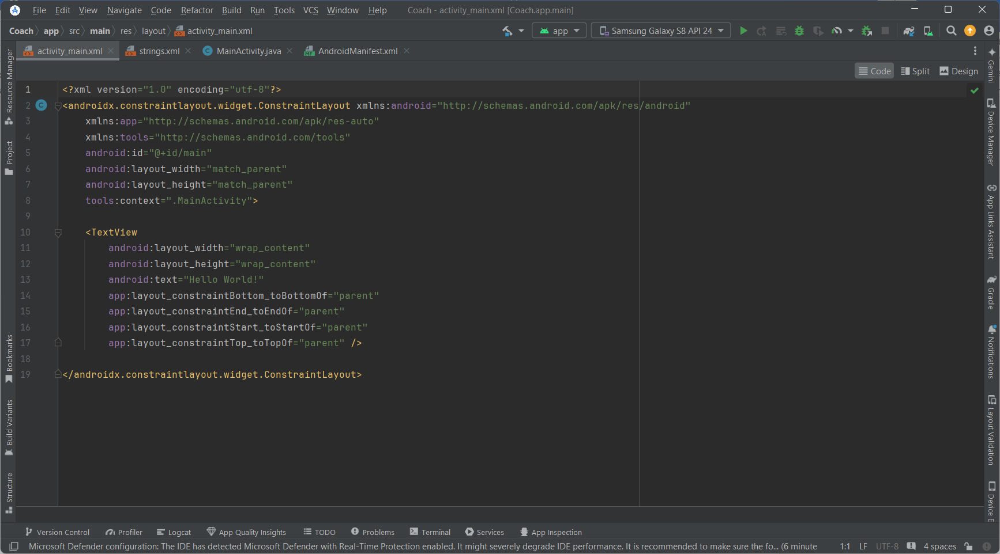 File Edit View Navigate Code Refactor Build Run Tools VCS Window Help Coach - activity_main.xml [Coach.app.main]
Coach app src main res layout activity_main.xml app Samsung Galaxy S8 API 24
activity_main.xml strings.xml MainActivity.java AndroidManifest.xml
Code Split Design
1 <?xml version="1.0" encoding="utf-8"?>
2 <androidx.constraintlayout.widget.ConstraintLayout xmlns:android="http://schemas.android.com/apk/res/android"
3 xmlns:app="http://schemas.android.com/apk/res-auto"
4 xmlns:tools="http://schemas.android.com/tools"
5 android:id="@+id/main"
6 android:layout_width="match_parent"
7 android:layout_height="match_parent"
8 tools:context=".MainActivity">
9
10 <TextView
11 android:layout_width="wrap_content"
12 android:layout_height="wrap_content"
13 android:text="Hello World!"
14 app:layout_constraintBottom_toBottomOf="parent"
15 app:layout_constraintEnd_toEndOf="parent"
16 app:layout_constraintStart_toStartOf="parent"
17 app:layout_constraintTop_toTopOf="parent" />
18
19 </androidx.constraintlayout.widget.ConstraintLayout>
Resource Manager
Project
Bookmarks
Build Variants
Structure
Gemini
Device Manager
App Links Assistant
Gradle
Notifications
Layout Validation
Device E
Version Control Profiler Logcat App Quality Insights TODO Problems Terminal Services App Inspection
Microsoft Defender configuration: The IDE has detected Microsoft Defender with Real-Time Protection enabled. It might severely degrade IDE performance. It is recommended to make sure the fo... (6 minute 1:1 LF UTF-8 4 spaces